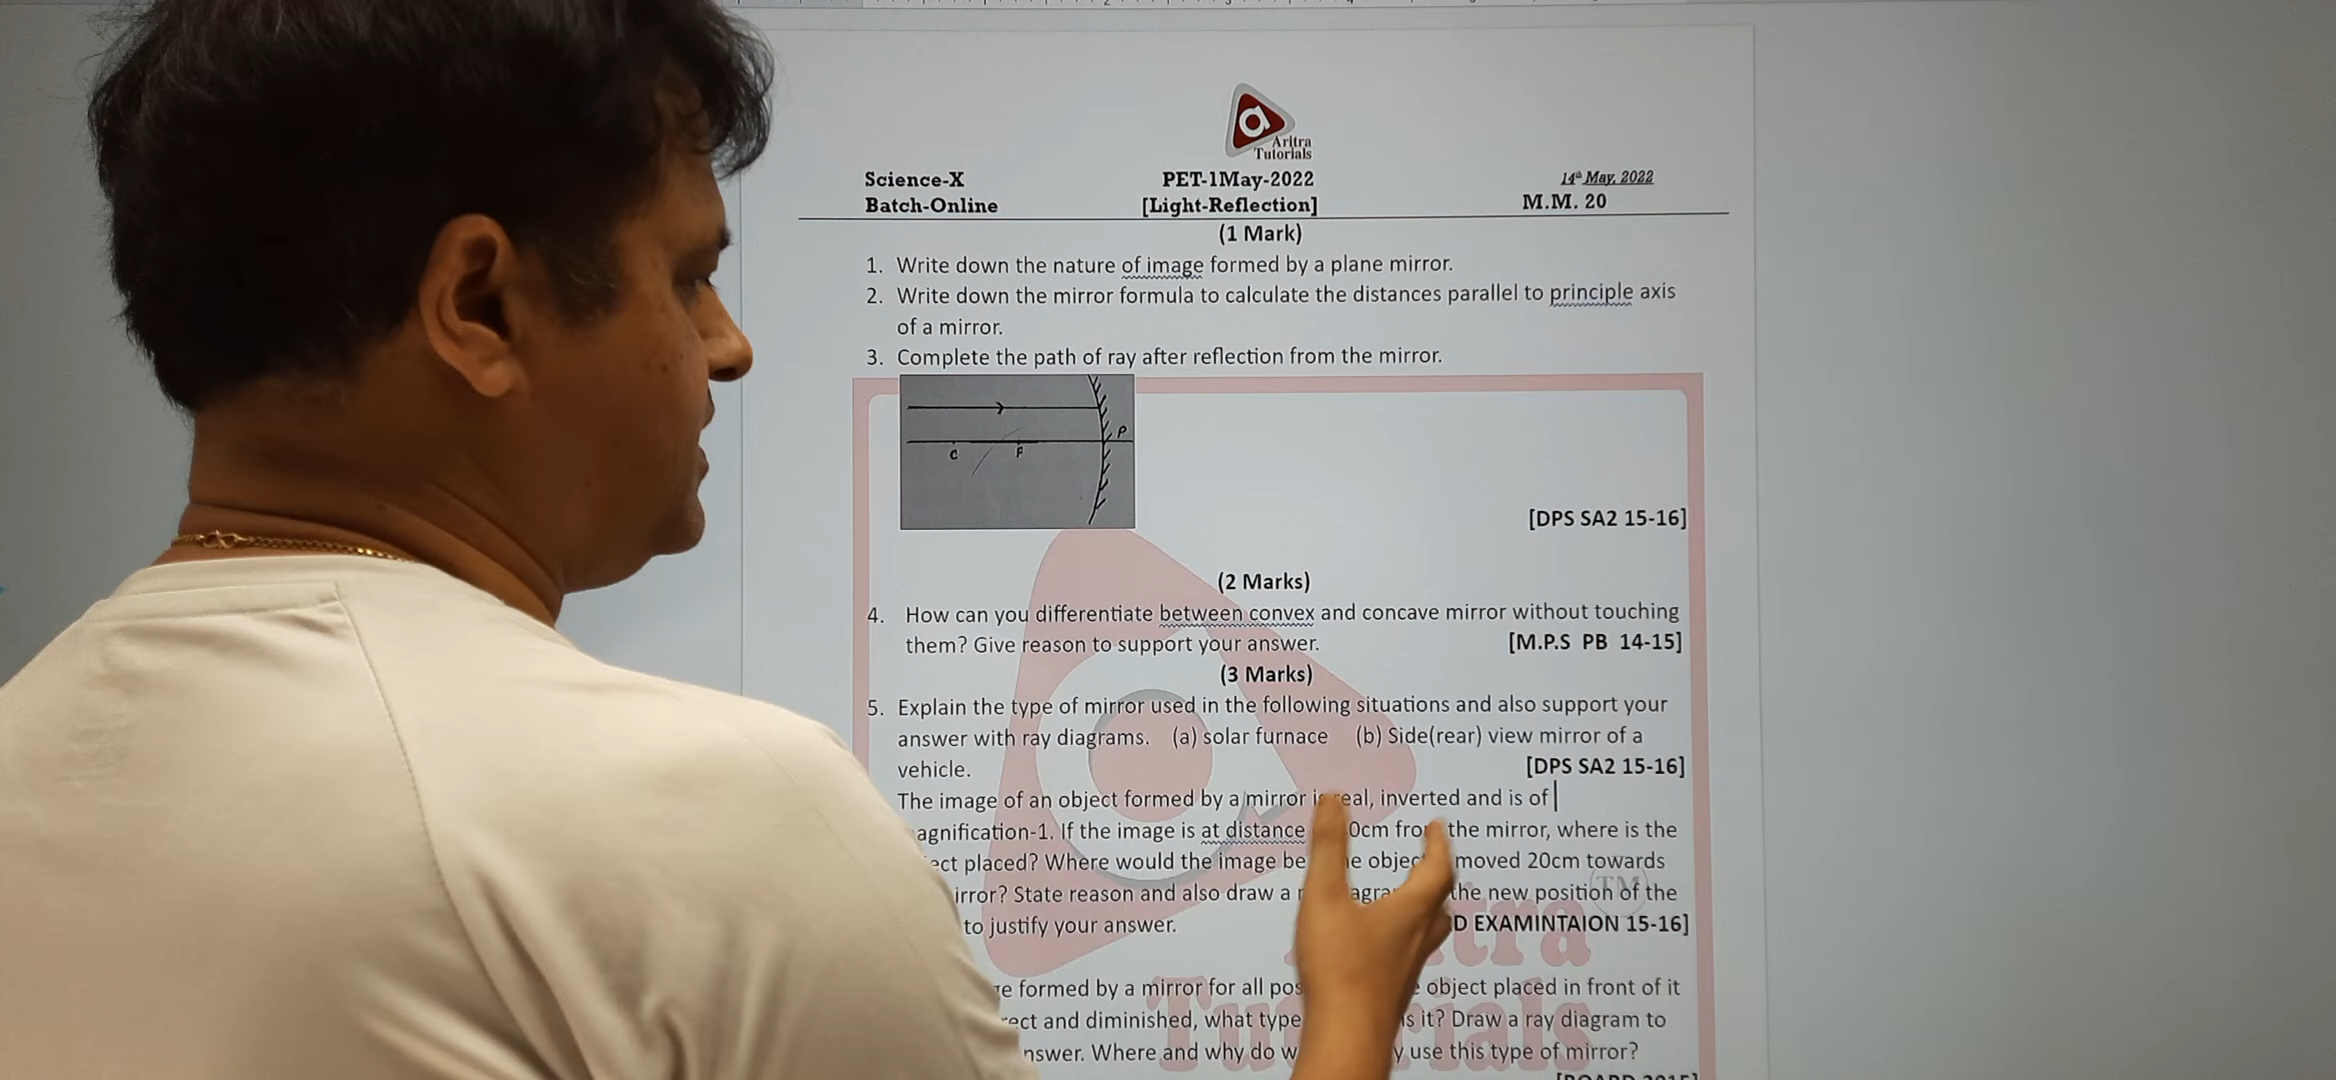 Aritra
Tutorials
Science-X PET-1May-2022 14th May, 2022
Batch-Online [Light-Reflection] M.M. 20
(1 Mark)
1. Write down the nature of image formed by a plane mirror.
2. Write down the mirror formula to calculate the distances parallel to principle axis
of a mirror.
3. Complete the path of ray after reflection from the mirror.
P
C F
[DPS SA2 15-16]
(2 Marks)
4. How can you differentiate between convex and concave mirror without touching
them? Give reason to support your answer. [M.P.S PB 14-15]
(3 Marks)
5. Explain the type of mirror used in the following situations and also support your
answer with ray diagrams. (a) solar furnace (b) Side(rear) view mirror of a
vehicle. [DPS SA2 15-16]
The image of an object formed by a mirror real, inverted and is of
agnification-1. If the image is at distance 0cm the mirror, where is the
placed? Where would the image be moved 20cm towards
State reason and also draw a the new position of the
to justify your answer. EXAMINTAION 15-16]
TM
formed by a mirror for all object placed in front of it
and diminished, what type it? Draw a ray diagram to
Where and why do use this type of mirror?
Tutorials